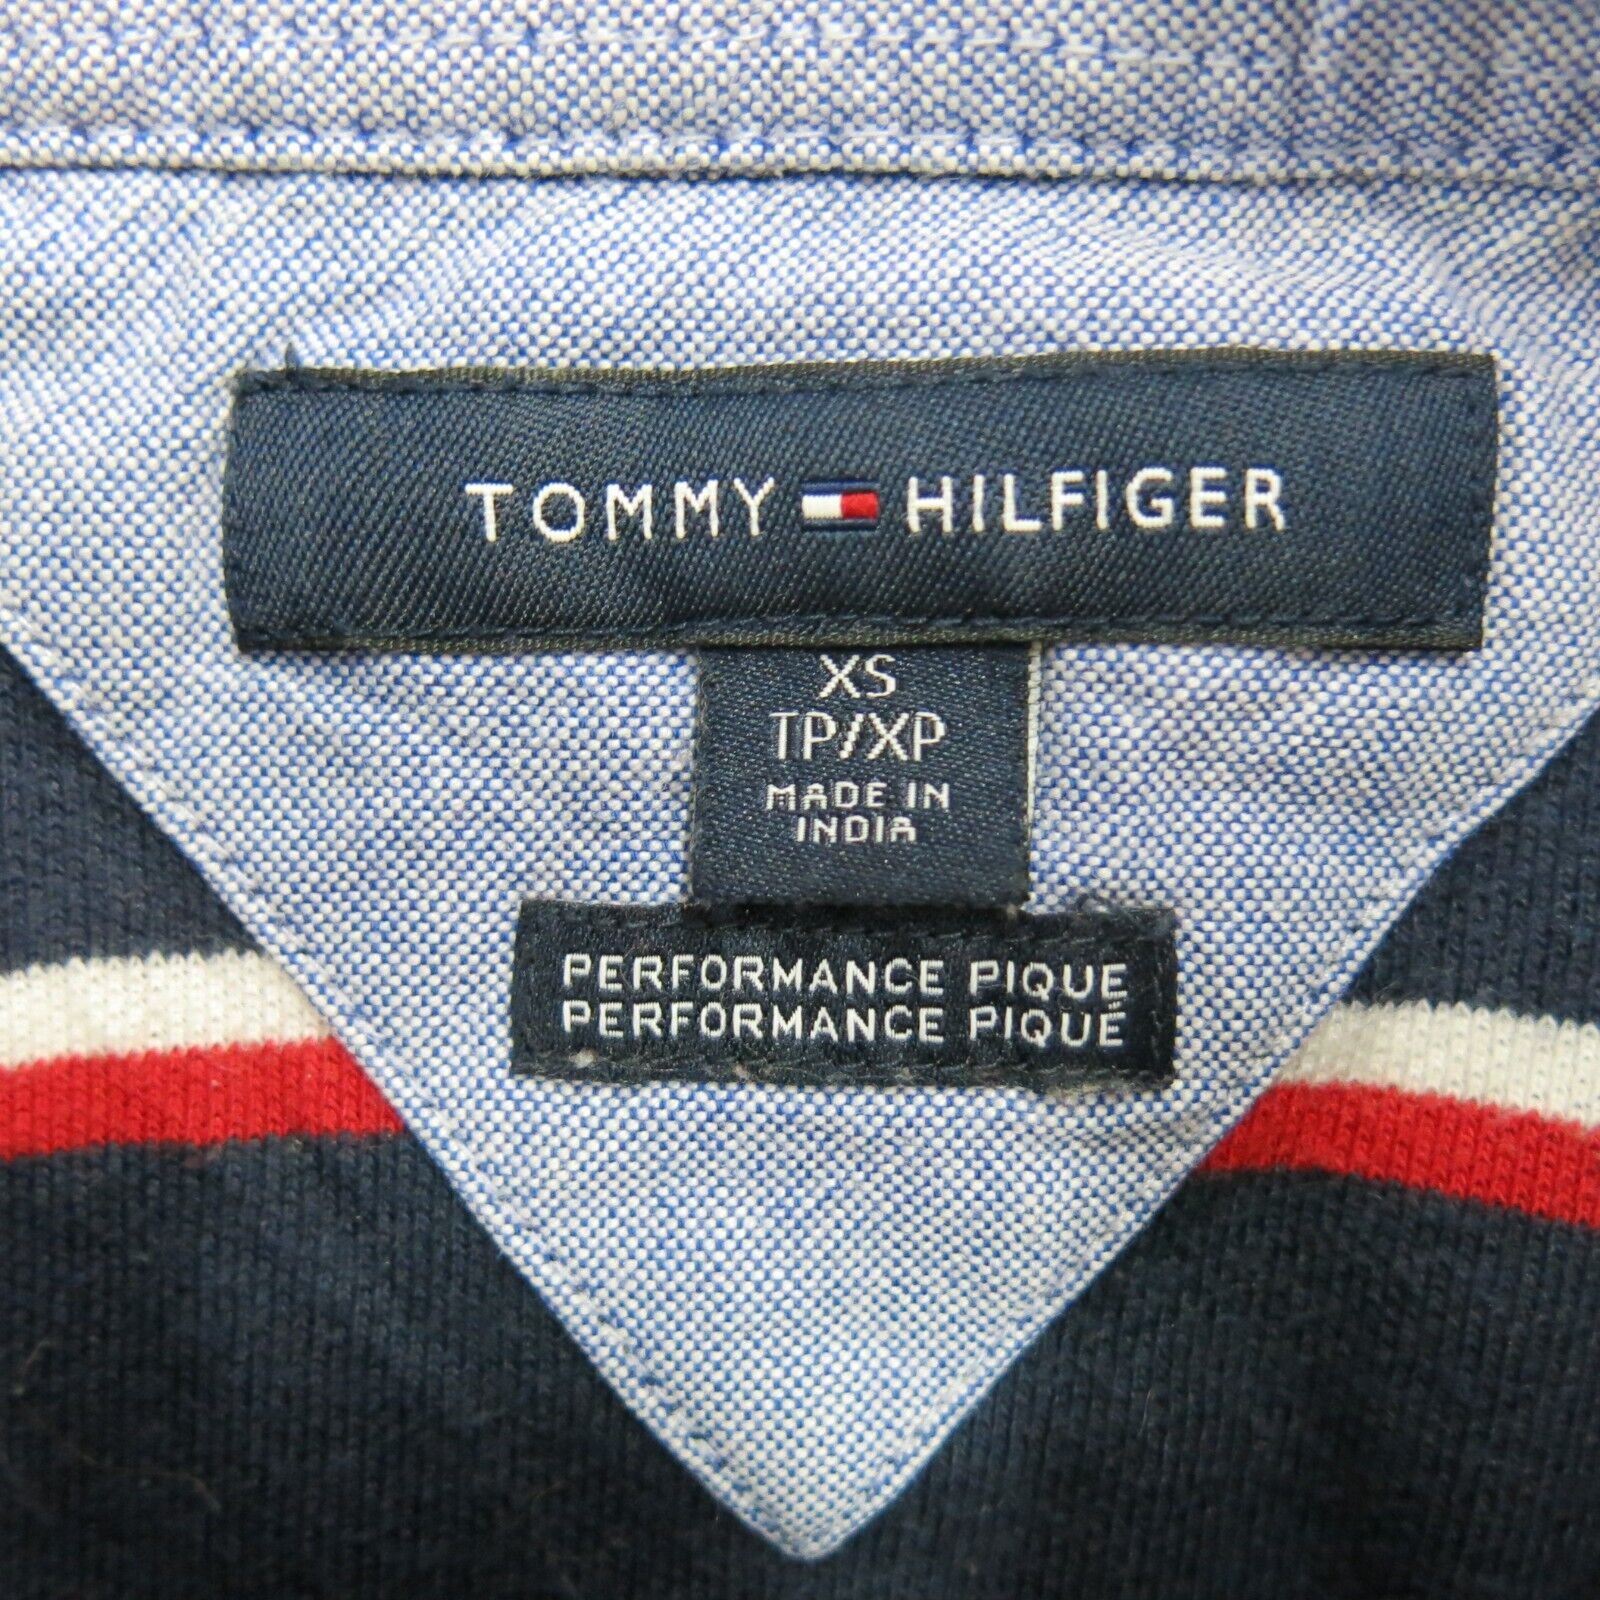 TOMMY HILFIGER
XS
TP/XP
MADE IN
INDIA
PERFORMANCE PIQUE
PERFORMANCE PIQUÉ